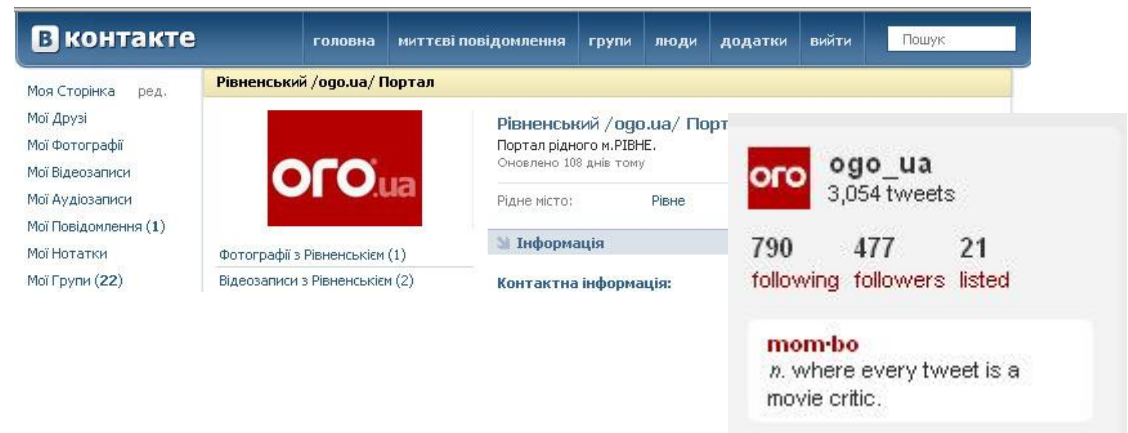 В контакте
головна миттєві повідомлення групи люди додатки вийти Пошук
Моя Сторінка ред.
Мої Друзі
Мої Фотографії
Мої Відеозаписи
Мої Аудіозаписи
Мої Повідомлення (1)
Мої Нотатки
Мої Групи (22)
Рівненський /ogo.ua/ Портал
ого.ua
Фотографії з Рівненськієм (1)
Відеозаписи з Рівненськієм (2)
Рівненський /ogo.ua/ Порт
Портал рідного м.РІВНЕ.
Оновлено 108 днів тому
Рідне місто: Рівне
Інформація
Контактна інформація:
ого
ogo_ua
3,054 tweets
790 477 21
following followers listed
mom·bo
n. where every tweet is a
movie critic.